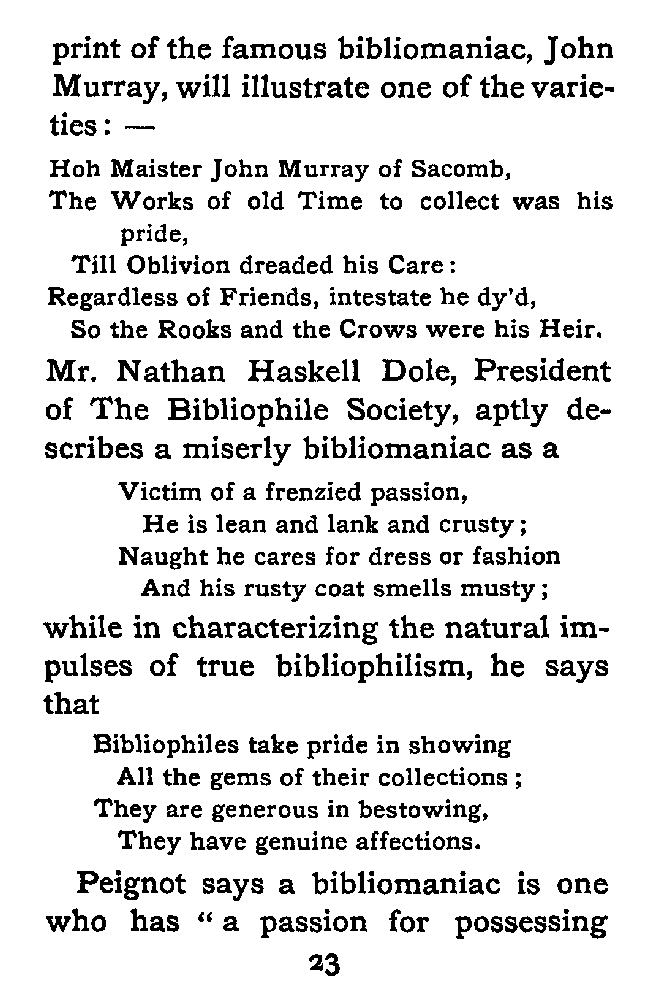 print of the famous bibliomaniac, John
Murray, will illustrate one of the varie-
ties: —
Hoh Maister John Murray of Sacomb,
The Works of old Time to collect was his
pride,
Till Oblivion dreaded his Care:
Regardless of Friends, intestate he dy'd,
So the Rooks and the Crows were his Heir.
Mr. Nathan Haskell Dole, President
of The Bibliophile Society, aptly de-
scribes a miserly bibliomaniac as a
Victim of a frenzied passion,
He is lean and lank and crusty;
Naught he cares for dress or fashion
And his rusty coat smells musty;
while in characterizing the natural im-
pulses of true bibliophilism, he says
that
Bibliophiles take pride in showing
All the gems of their collections;
They are generous in bestowing,
They have genuine affections.
Peignot says a bibliomaniac is one
who has " a passion for possessing
23